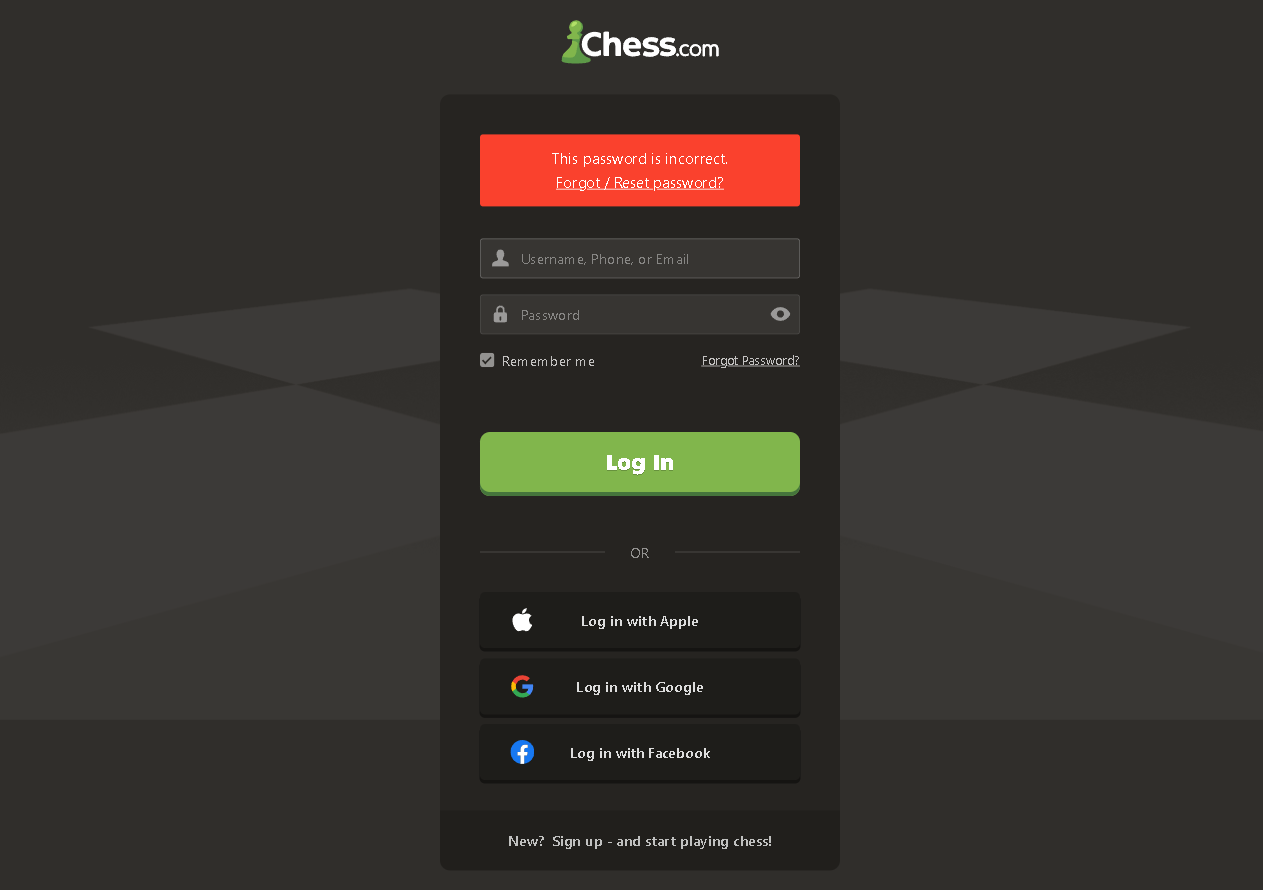 Chess.com
This password is incorrect.
Forgot / Reset password?
Username, Phone, or Email
Password
Remember me
Forgot Password?
Log In
OR
Log in with Apple
Log in with Google
Log in with Facebook
New? Sign up - and start playing chess!